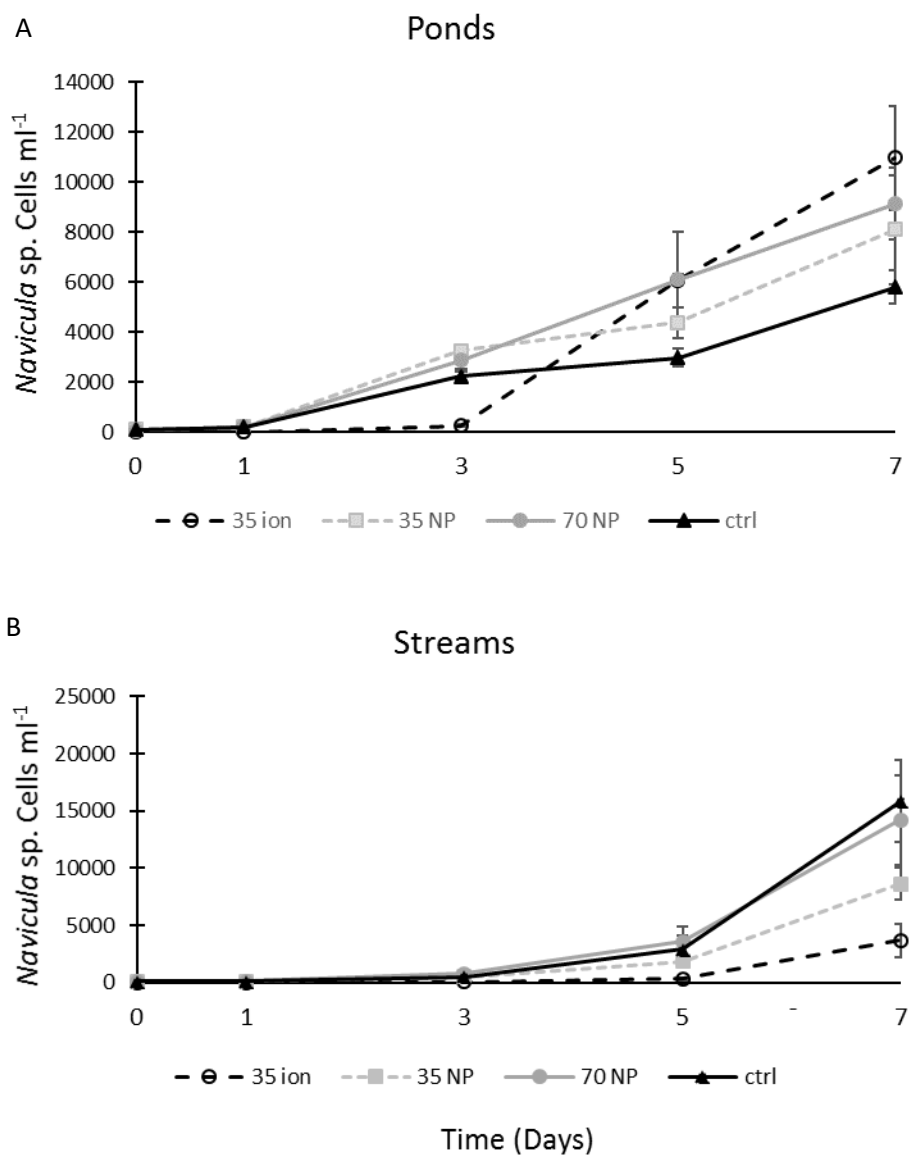 A
Ponds
Navicula sp. Cells ml-1
14000
12000
10000
8000
6000
4000
2000
0
0 1 3 5 7
35 ion 35 NP 70 NP ctrl
B
Streams
Navicula sp. Cells ml-1
25000
20000
15000
10000
5000
0
0 1 3 5 7
35 ion 35 NP 70 NP ctrl
Time (Days)